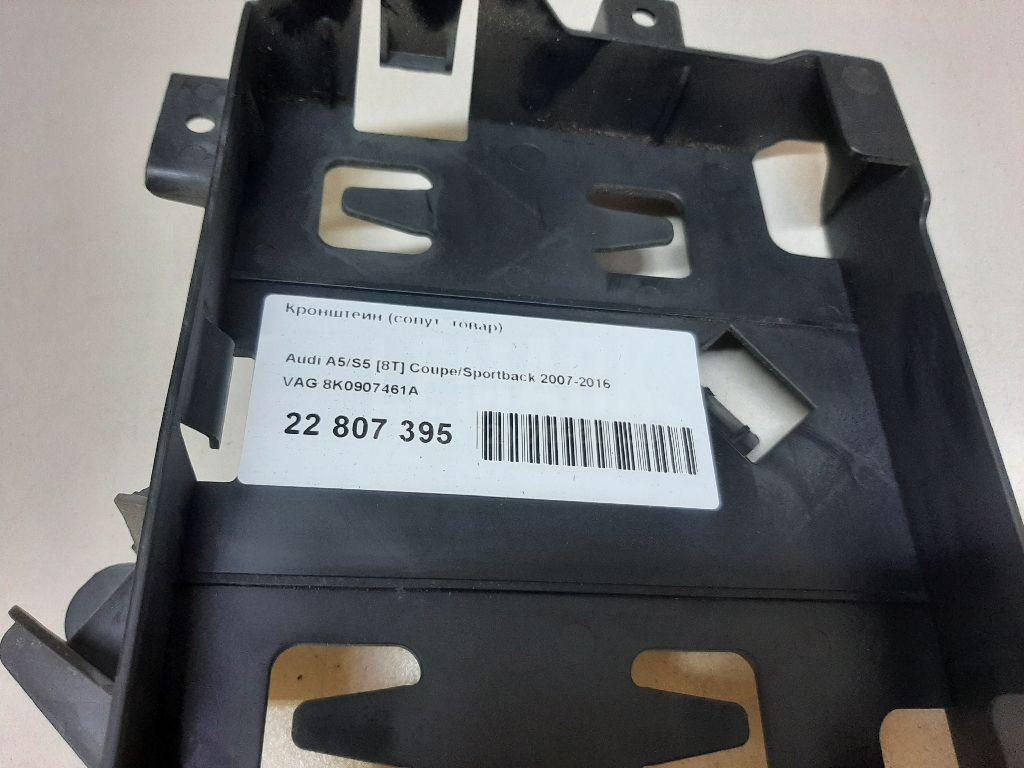 Кронштейн (сопут. товар)
Audi A5/S5 [8T] Coupe/Sportback 2007-2016
VAG 8K0907461A
22 807 395